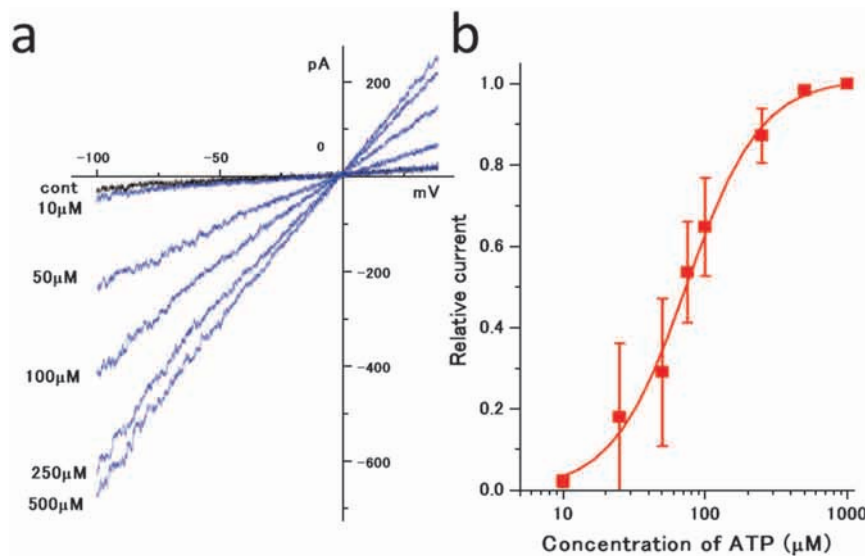 a
pA
200
0
-100
-50
mV
cont
10μM
50μM
-200
100μM
-400
250μM
-600
500μM
b
Relative current
1.0
0.8
0.6
0.4
0.2
0.0
10
100
1000
Concentration of ATP (μM)